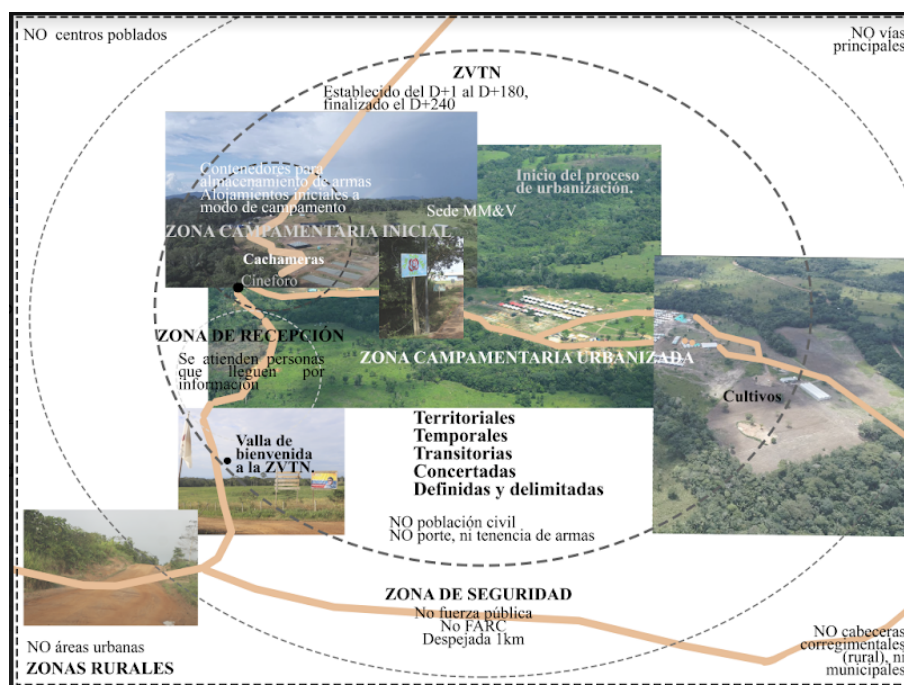 NO centros poblados
NO vías
principales
ZVTN
Establecido del D+1 al D+180,
finalizado el D+240
Contenedores para
almacenamiento de armas
Alojamientos iniciales a
modo de campamento
Inicio del proceso
de urbanización.
Sede MM&V
ZONA CAMPAMENTARIA INICIAL
Cachameras
Cineforo
ZONA DE RECEPCIÓN
Se atienden personas
que lleguen por
información
ZONA CAMPAMENTARIA URBANIZADA
Cultivos
Valla de
bienvenida
a la ZVTN.
Territoriales
Temporales
Transitorias
Concertadas
Definidas y delimitadas
NO población civil
NO porte, ni tenencia de armas
ZONA DE SEGURIDAD
No fuerza pública
No FARC
Despejada 1km
NO áreas urbanas
ZONAS RURALES
NO cabeceras
corregimentales
(rural), ni
municipales